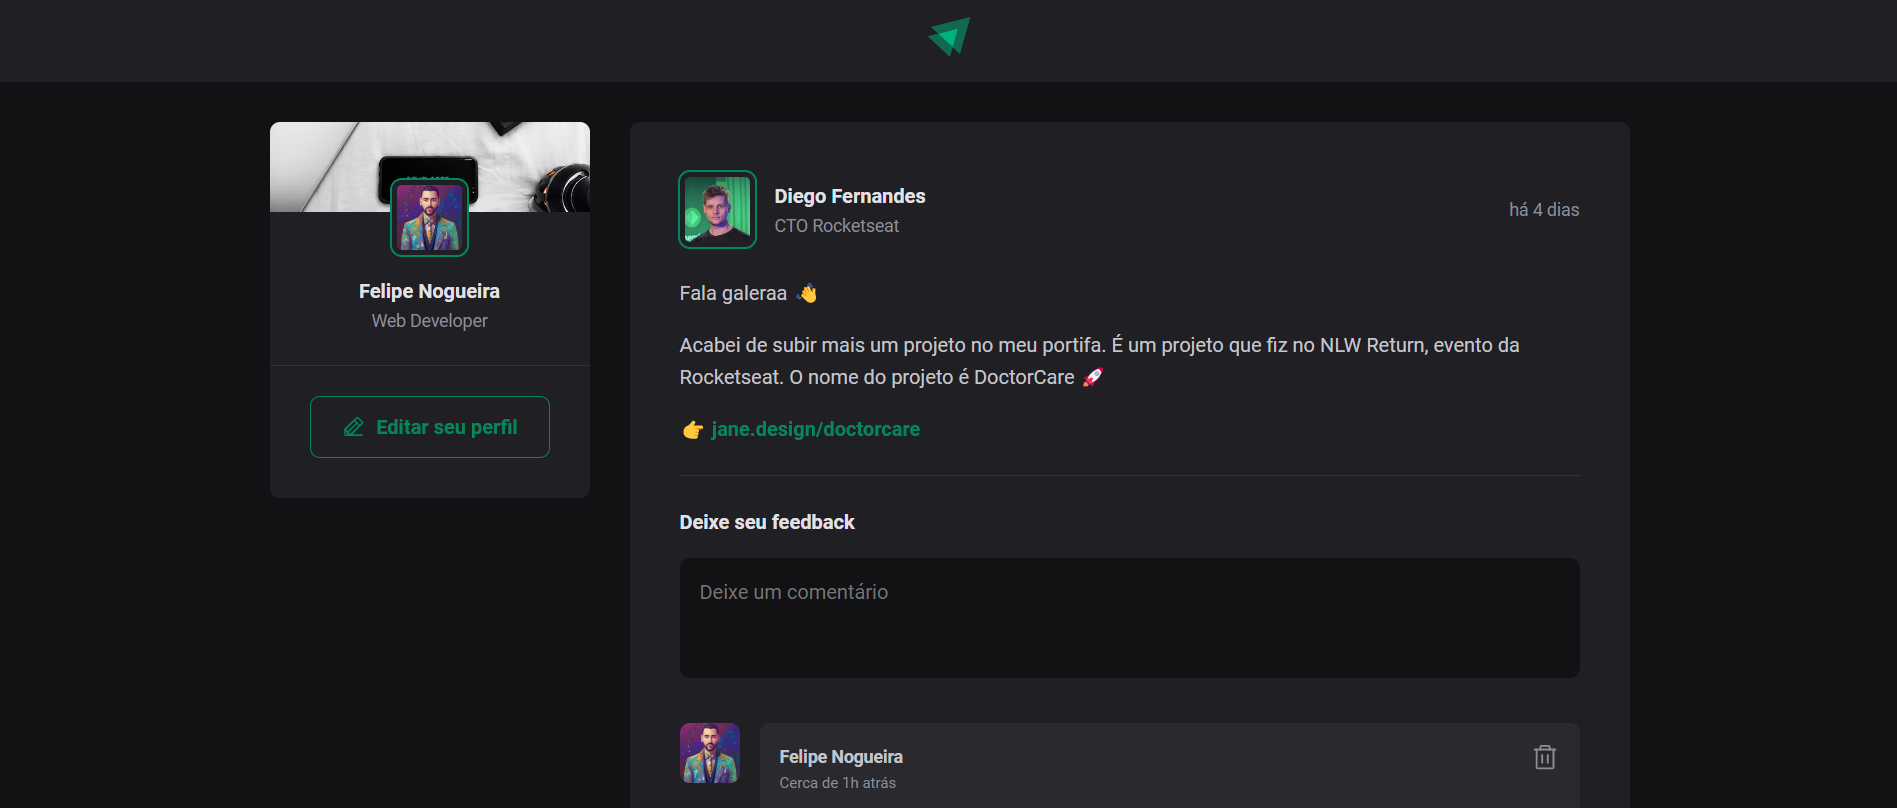 Felipe Nogueira
Web Developer
Editar seu perfil
Diego Fernandes
CTO Rocketseat
há 4 dias
Fala galeraa 👋
Acabei de subir mais um projeto no meu portifa. É um projeto que fiz no NLW Return, evento da
Rocketseat. O nome do projeto é DoctorCare 🚀
👉 jane.design/doctorcare
Deixe seu feedback
Deixe um comentário
Felipe Nogueira
Cerca de 1h atrás